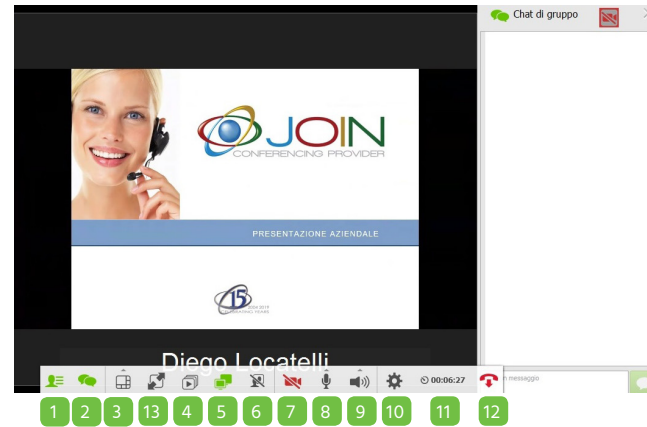 Chat di gruppo
JOIN
CONFERENCING PROVIDER
PRESENTAZIONE AZIENDALE
15
Diego Locatelli
00:06:27
messaggio
1 2 3 13 4 5 6 7 8 9 10 11 12